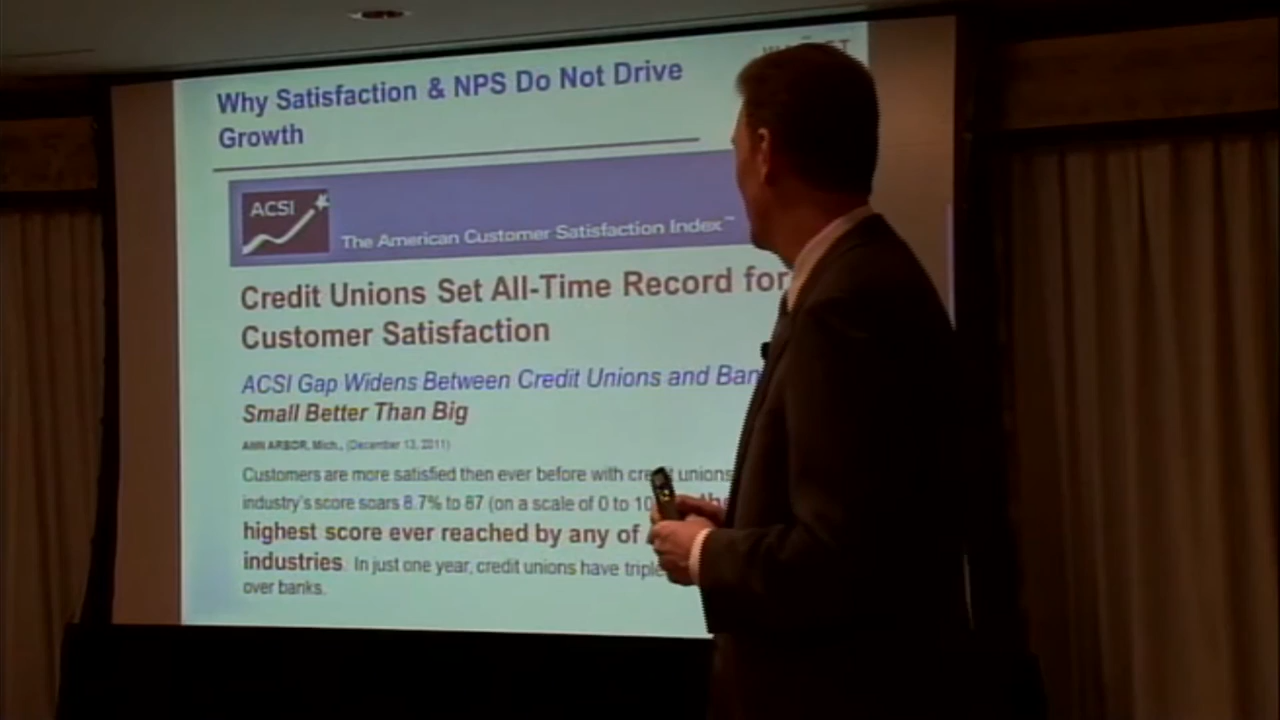 Why Satisfaction & NPS Do Not Drive
Growth
ACSI
The American Customer Satisfaction Index™
Credit Unions Set All-Time Record for
Customer Satisfaction
ACSI Gap Widens Between Credit Unions and
Small Better Than Big
ANN ARBOR, Mich., (December 13, 2011)
Customers are more satisfied then ever before with credit unions
industry's score soars 8.7% to 87 (on a scale of 0 to
highest score ever reached by any of
industries. In just one year, credit unions have
over banks.